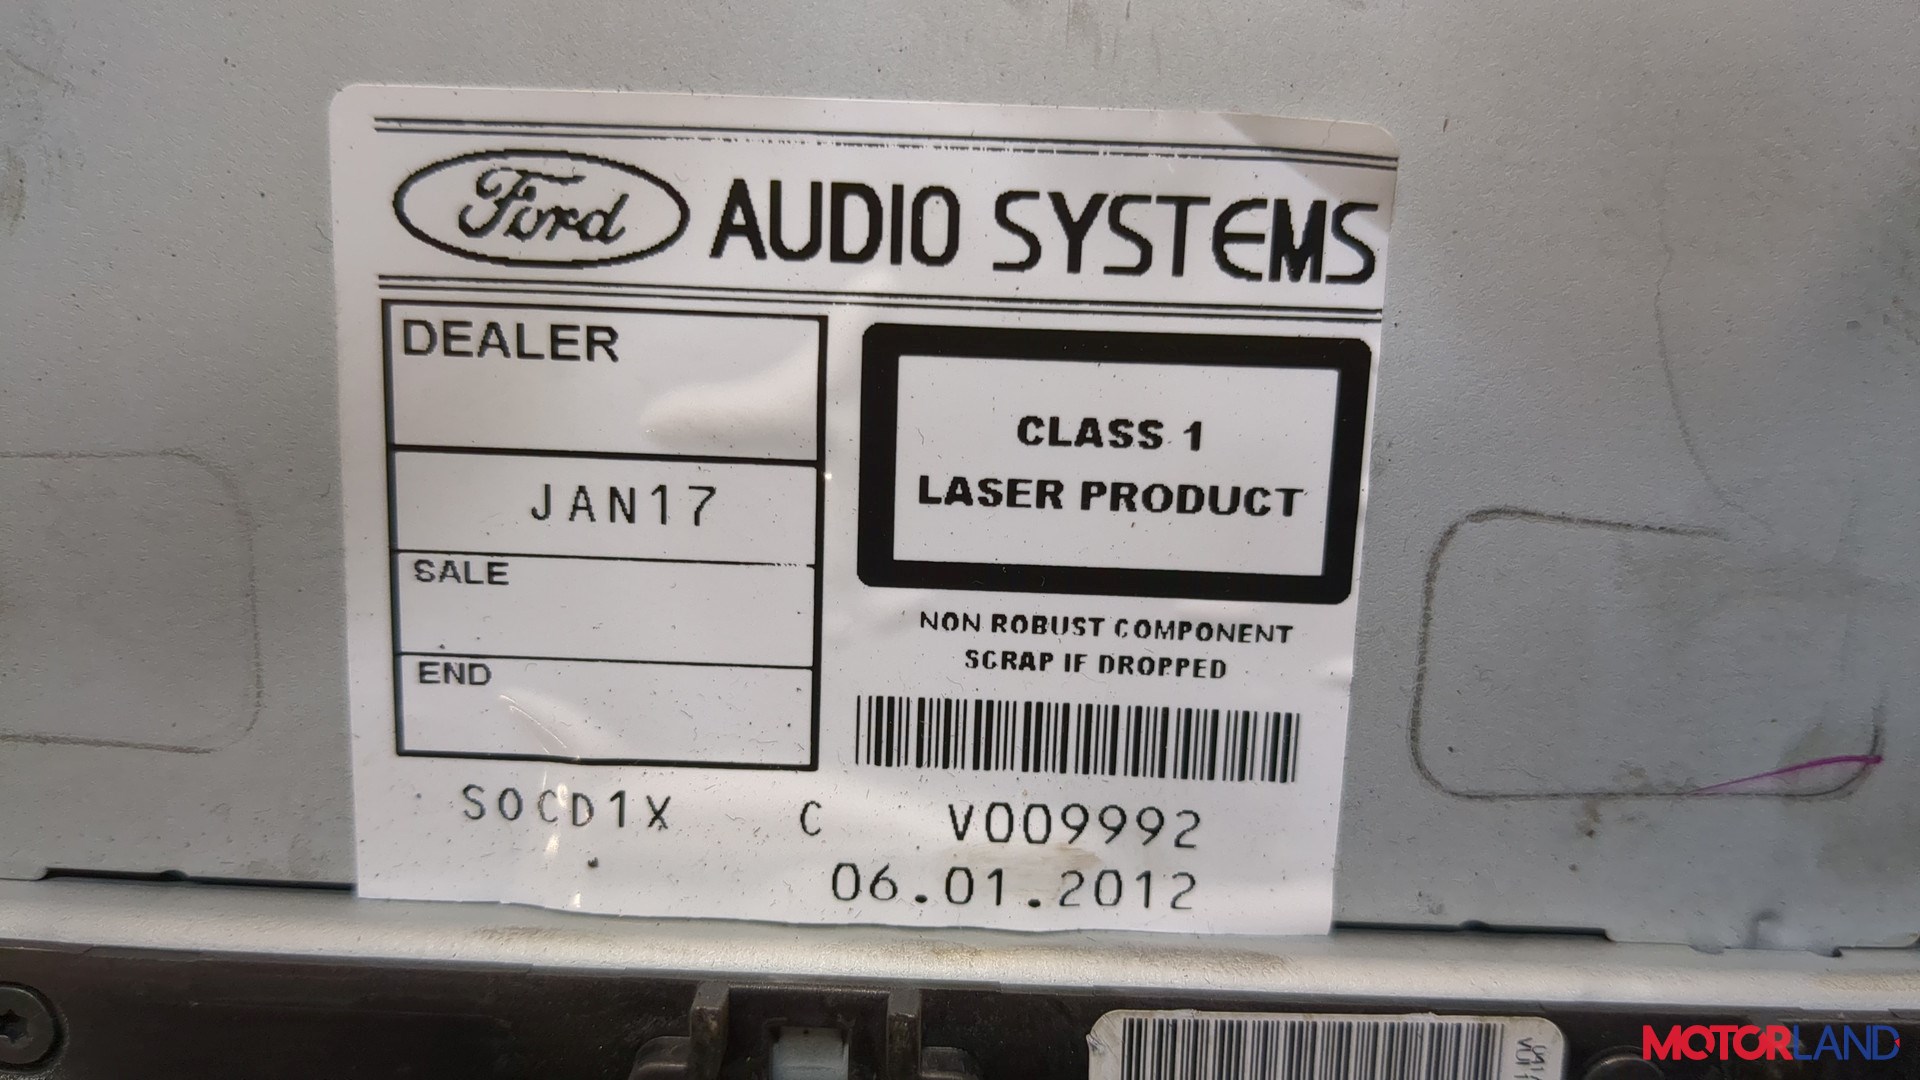 Ford AUDIO SYSTEMS
DEALER
JAN17
SALE
END
CLASS 1
LASER PRODUCT
NON ROBUST COMPONENT
SCRAP IF DROPPED
S0CD1X C V009992
06.01.2012
MOTORLAND